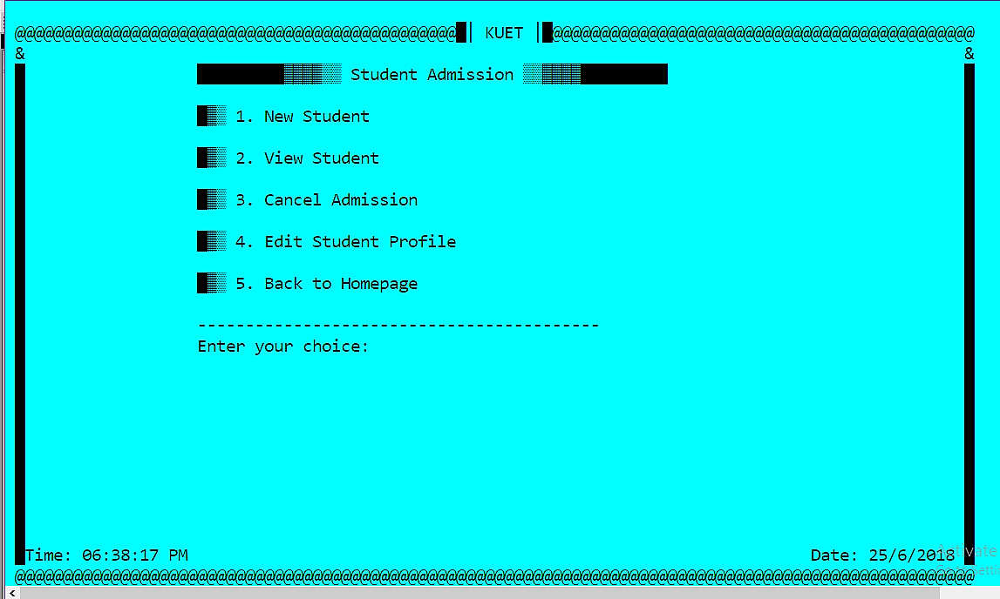 KUET
& &
Student Admission
1. New Student
2. View Student
3. Cancel Admission
4. Edit Student Profile
5. Back to Homepage
------------------------------------------
Enter your choice:
Time: 06:38:17 PM Date: 25/6/2018
Activate